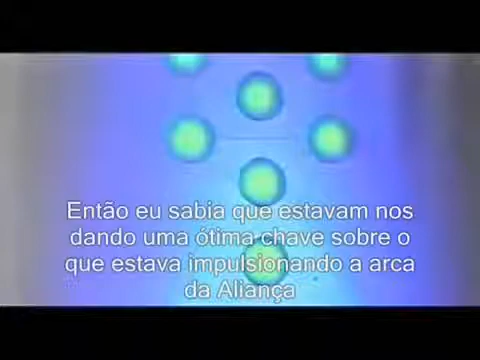 Então eu sabia que estavam nos
dando uma ótima chave sobre o
que estava impulsionando a arca
da Aliança